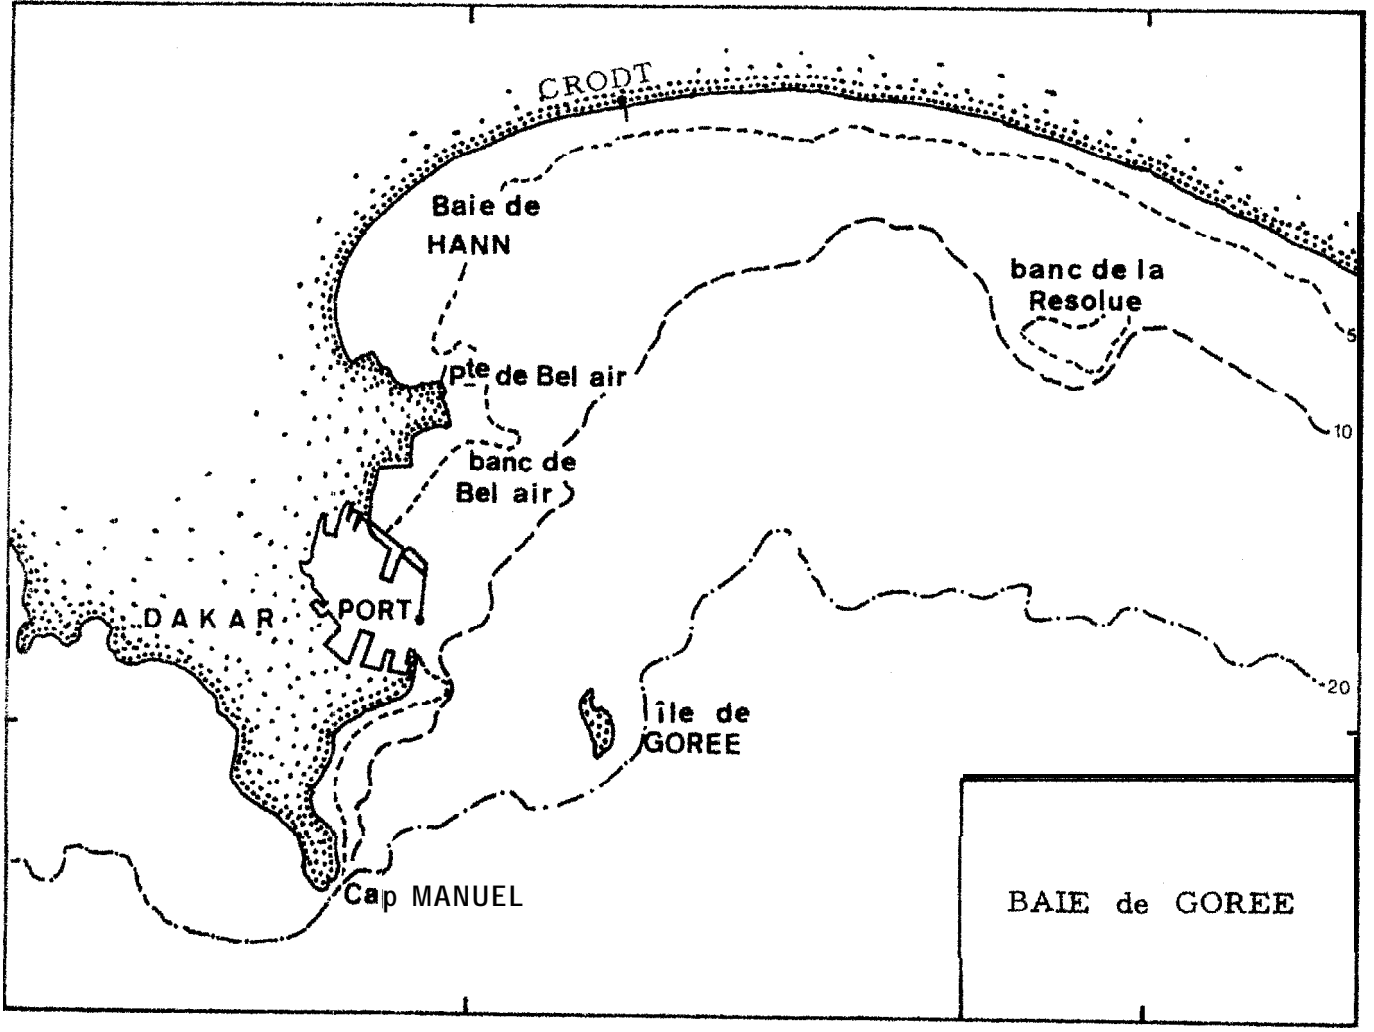 CRODT
Baie de
HANN
banc de la
Resolue
5
Pte de Bel air
10
banc de
Bel air
DAKAR
PORT
20
île de
GOREE
Cap MANUEL
BAIE de GOREE